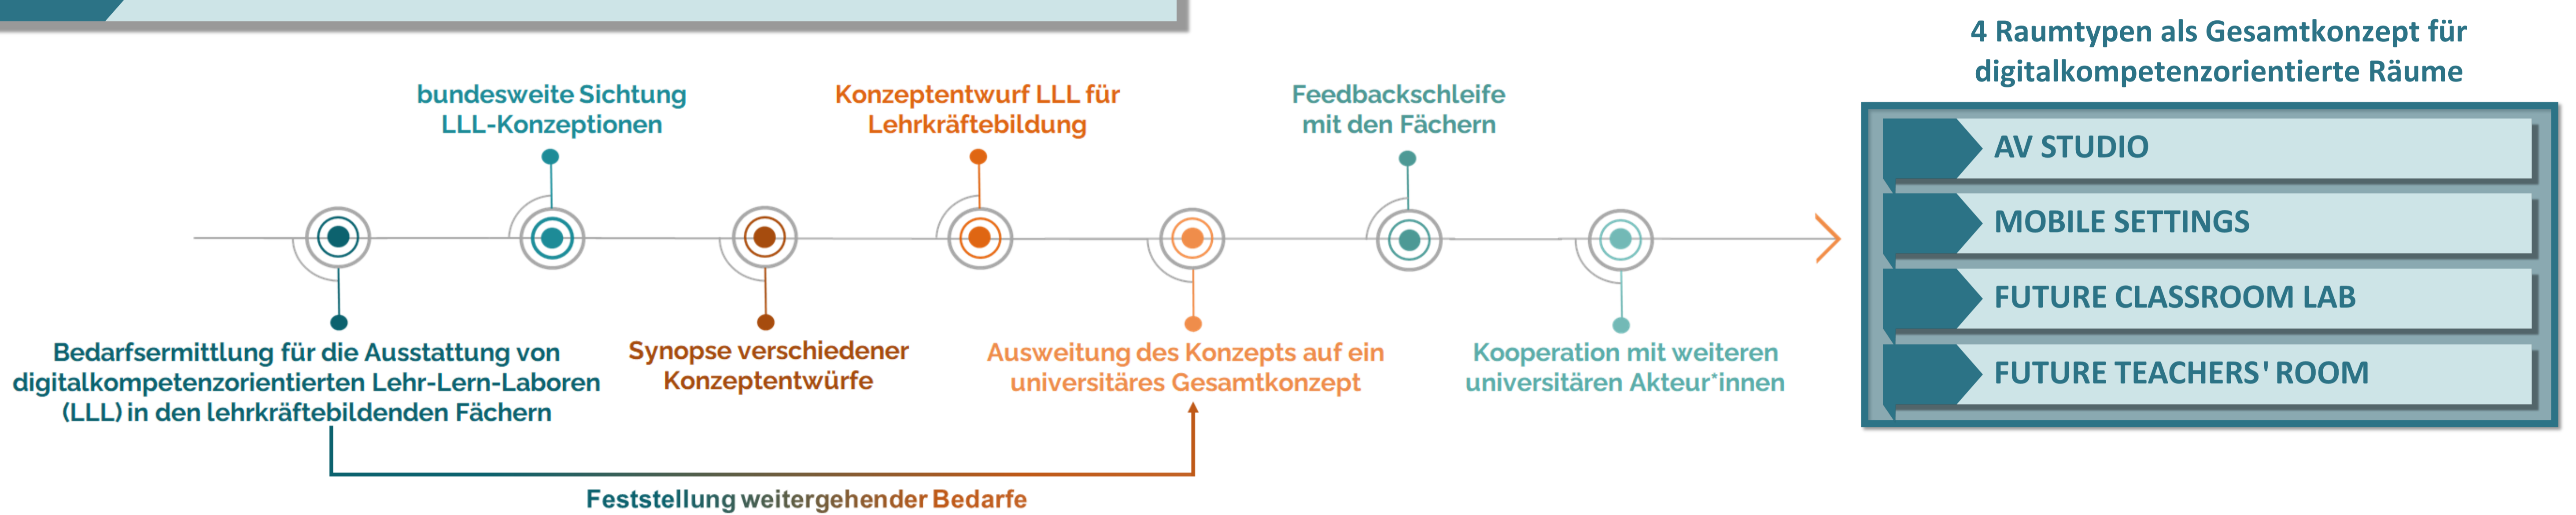 bundesweite Sichtung
LLL-Konzeptionen
Konzeptentwurf LLL für
Lehrkräftebildung
Feedbackschleife
mit den Fächern
Bedarfsermittlung für die Ausstattung von
digitalkompetenzorientierten Lehr-Lern-Laboren
(LLL) in den lehrkräftebildenden Fächern
Synopse verschiedener
Konzeptentwürfe
Ausweitung des Konzepts auf ein
universitäres Gesamtkonzept
Kooperation mit weiteren
universitären Akteur*innen
Feststellung weitergehender Bedarfe
4 Raumtypen als Gesamtkonzept für
digitalkompetenzorientierte Räume
AV STUDIO
MOBILE SETTINGS
FUTURE CLASSROOM LAB
FUTURE TEACHERS' ROOM